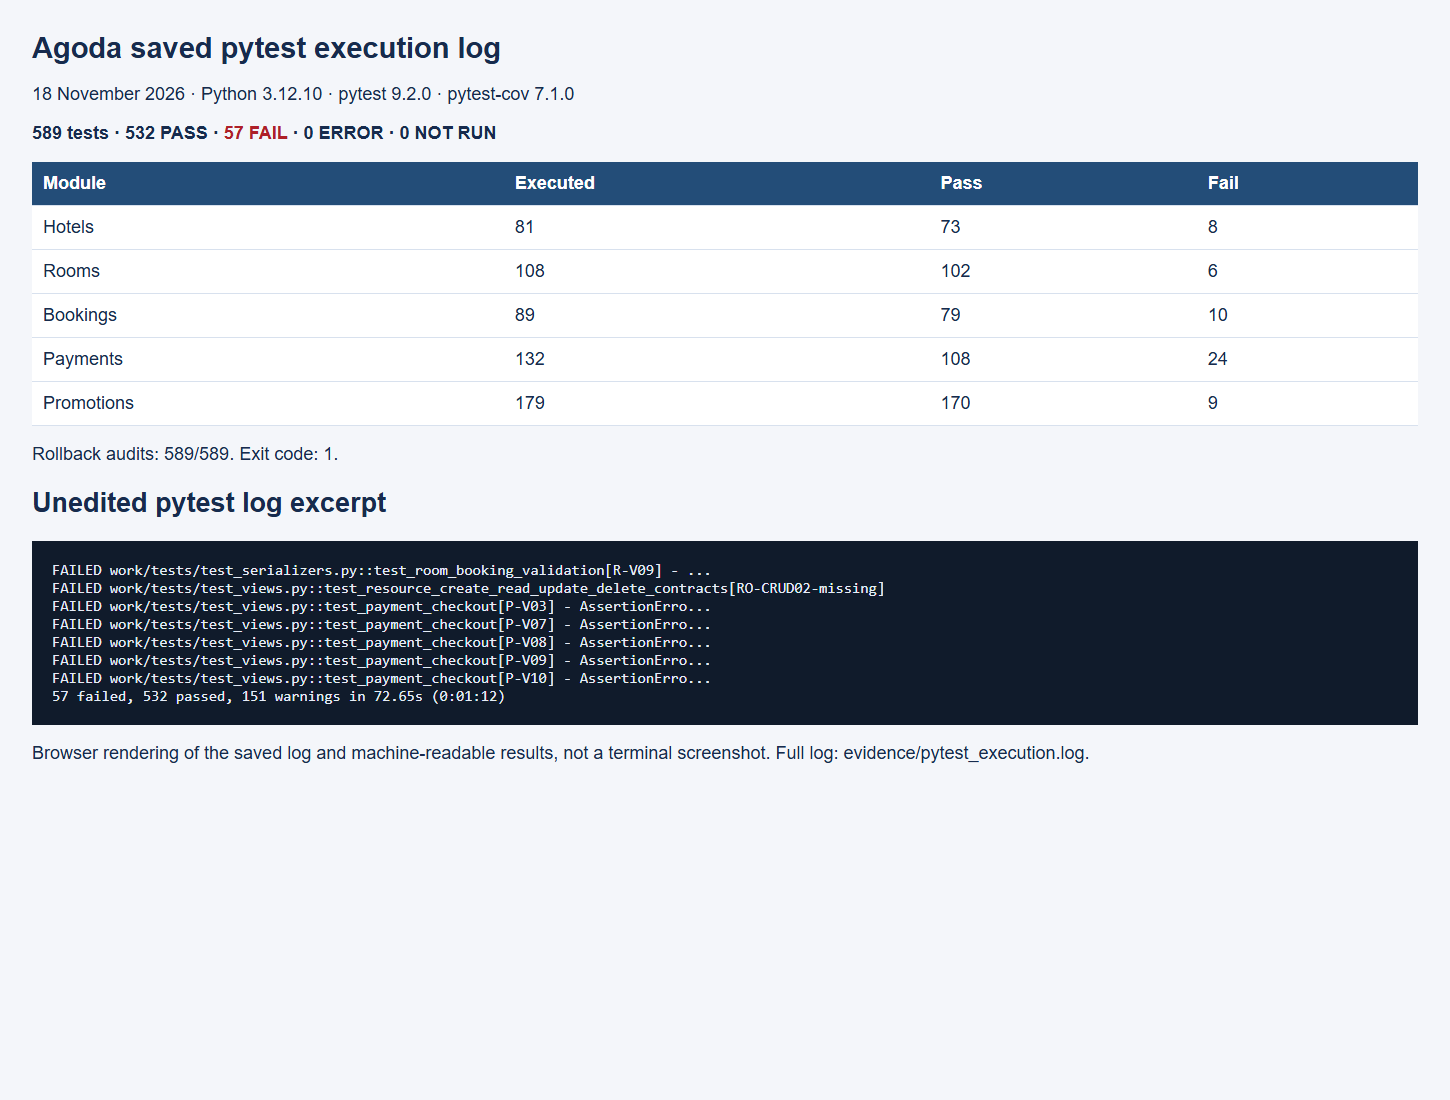 Agoda saved pytest execution log
18 November 2026 · Python 3.12.10 · pytest 9.2.0 · pytest-cov 7.1.0
589 tests · 532 PASS · 57 FAIL · 0 ERROR · 0 NOT RUN
Module Executed Pass Fail
Hotels 81 73 8
Rooms 108 102 6
Bookings 89 79 10
Payments 132 108 24
Promotions 179 170 9
Rollback audits: 589/589. Exit code: 1.
Unedited pytest log excerpt
FAILED work/tests/test_serializers.py::test_room_booking_validation[R-V09] - ...
FAILED work/tests/test_views.py::test_resource_create_read_update_delete_contracts[RO-CRUD02-missing]
FAILED work/tests/test_views.py::test_payment_checkout[P-V03] - AssertionErro...
FAILED work/tests/test_views.py::test_payment_checkout[P-V07] - AssertionErro...
FAILED work/tests/test_views.py::test_payment_checkout[P-V08] - AssertionErro...
FAILED work/tests/test_views.py::test_payment_checkout[P-V09] - AssertionErro...
FAILED work/tests/test_views.py::test_payment_checkout[P-V10] - AssertionErro...
57 failed, 532 passed, 151 warnings in 72.65s (0:01:12)
Browser rendering of the saved log and machine-readable results, not a terminal screenshot. Full log: evidence/pytest_execution.log.